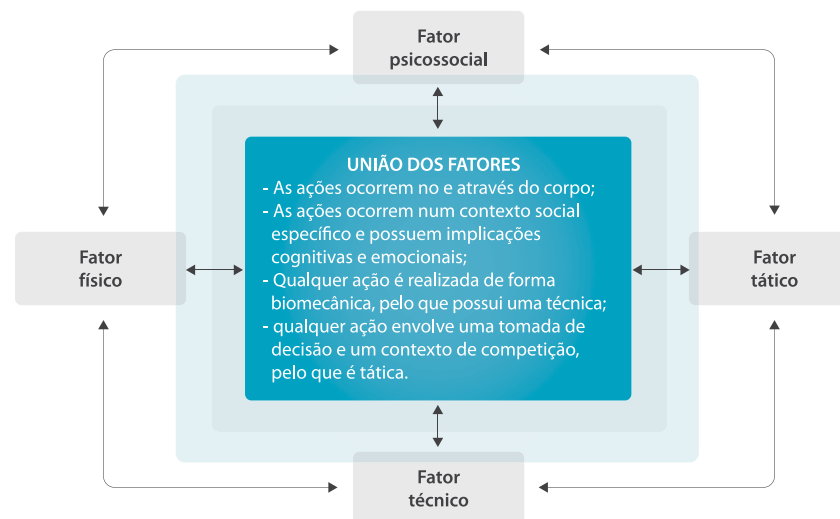 Fator
psicossocial
UNIÃO DOS FATORES
- As ações ocorrem no e através do corpo;
- As ações ocorrem num contexto social
específico e possuem implicações
cognitivas e emocionais;
- Qualquer ação é realizada de forma
biomecânica, pelo que possui uma técnica;
- qualquer ação envolve uma tomada de
decisão e um contexto de competição,
pelo que é tática.
Fator
físico
Fator
tático
Fator
técnico